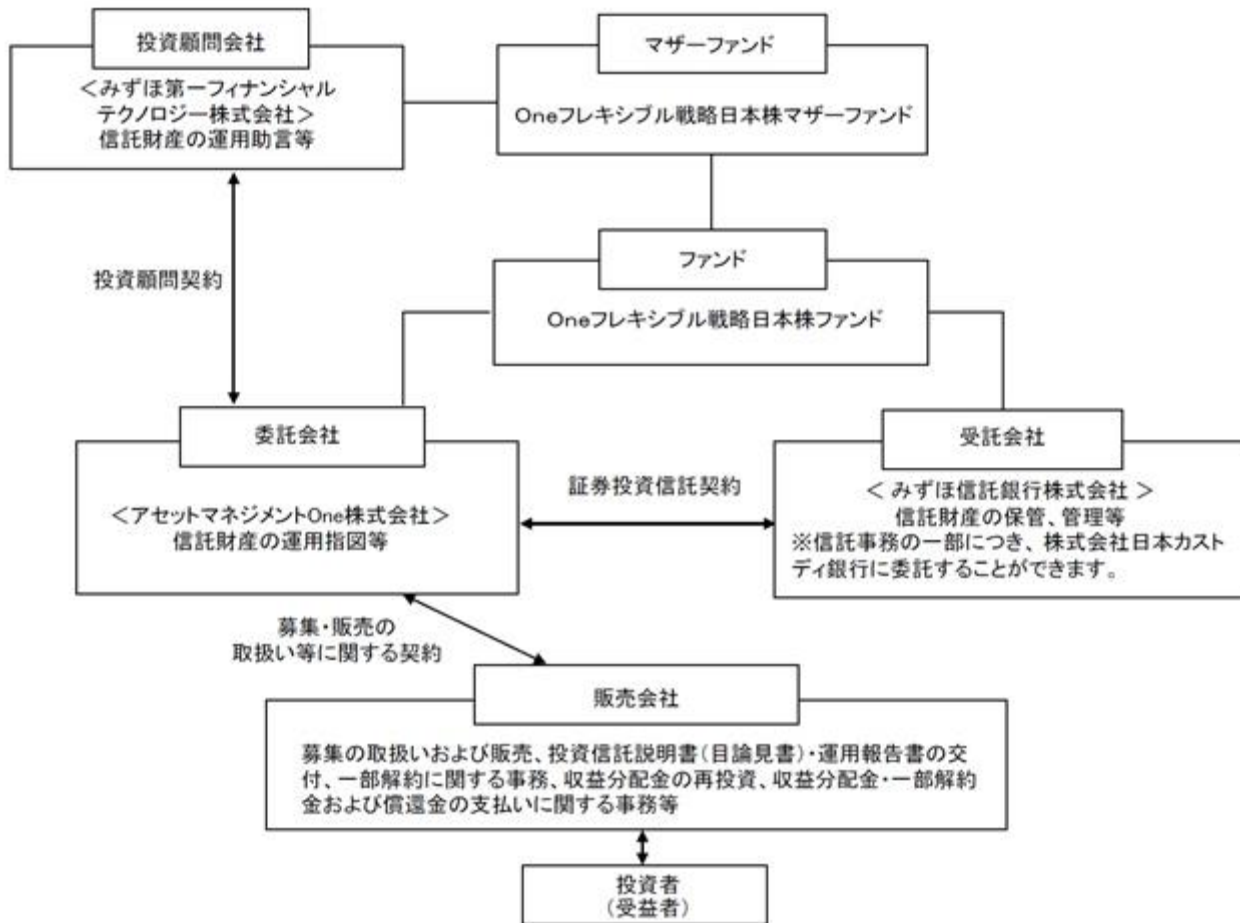 投資顧問会社
<みずほ第一フィナンシャル
テクノロジー株式会社>
信託財産の運用助言等
マザーファンド
Oneフレキシブル戦略日本株マザーファンド
投資顧問契約
ファンド
Oneフレキシブル戦略日本株ファンド
委託会社
<アセットマネジメントOne株式会社>
信託財産の運用指図等
証券投資信託契約
受託会社
< みずほ信託銀行株式会社 >
信託財産の保管、管理等
※信託事務の一部につき、株式会社日本カスト
ディ銀行に委託することができます。
募集・販売の
取扱い等に関する契約
販売会社
募集の取扱いおよび販売、投資信託説明書(目論見書)・運用報告書の交
付、一部解約に関する事務、収益分配金の再投資、収益分配金・一部解約
金および償還金の支払いに関する事務等
投資者
(受益者)